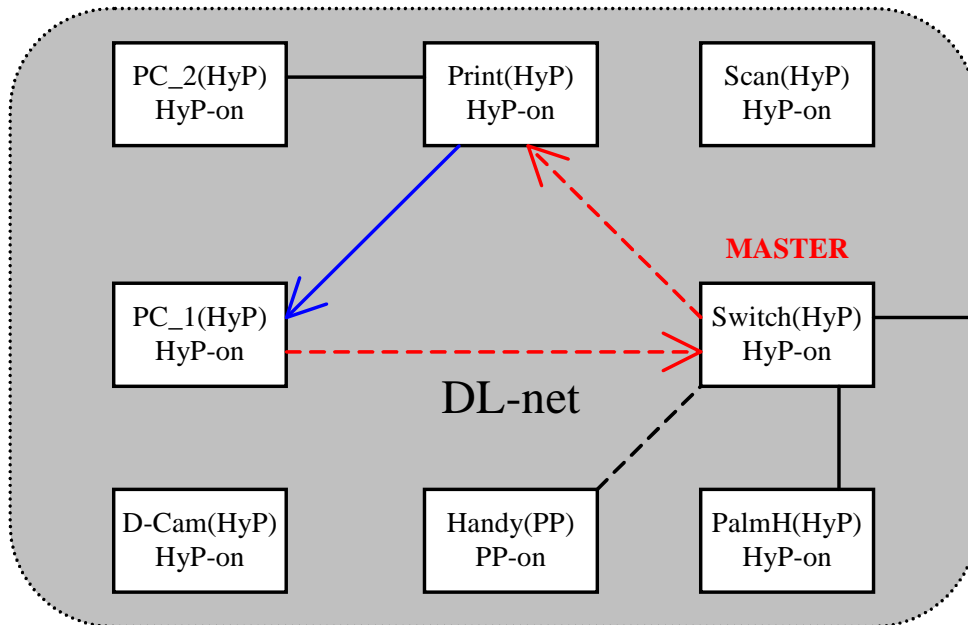 PC_2(HyP)
HyP-on
Print(HyP)
HyP-on
Scan(HyP)
HyP-on
MASTER
PC_1(HyP)
HyP-on
Switch(HyP)
HyP-on
DL-net
D-Cam(HyP)
HyP-on
Handy(PP)
PP-on
PalmH(HyP)
HyP-on